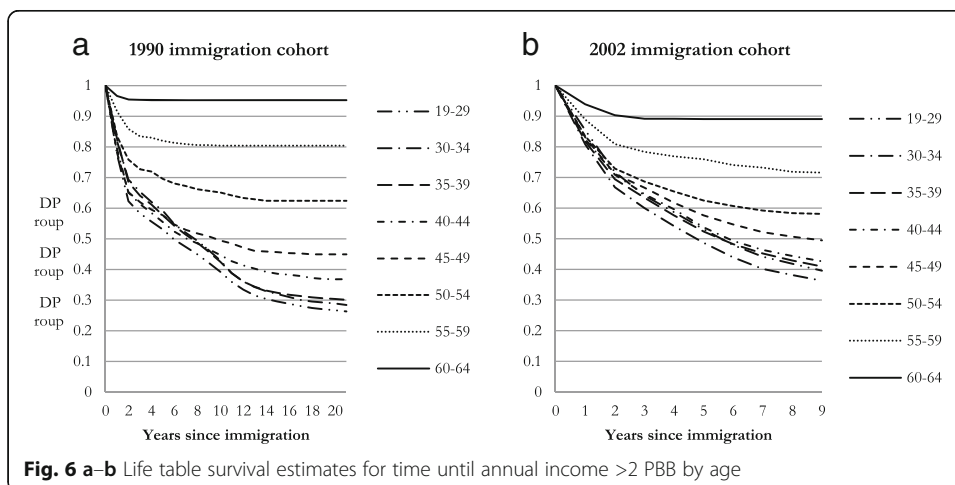 a
1990 immigration cohort
1
0.9
0.8
0.7
0.6
0.5
0.4
0.3
0.2
0.1
0
DP
roup
DP
roup
DP
roup
0 2 4 6 8 10 12 14 16 18 20
Years since immigration
19-29
30-34
35-39
40-44
45-49
50-54
55-59
60-64
b
2002 immigration cohort
1
0.9
0.8
0.7
0.6
0.5
0.4
0.3
0.2
0.1
0
0 1 2 3 4 5 6 7 8 9
Years since immigration
19-29
30-34
35-39
40-44
45-49
50-54
55-59
60-64
Fig. 6 a–b Life table survival estimates for time until annual income >2 PBB by age